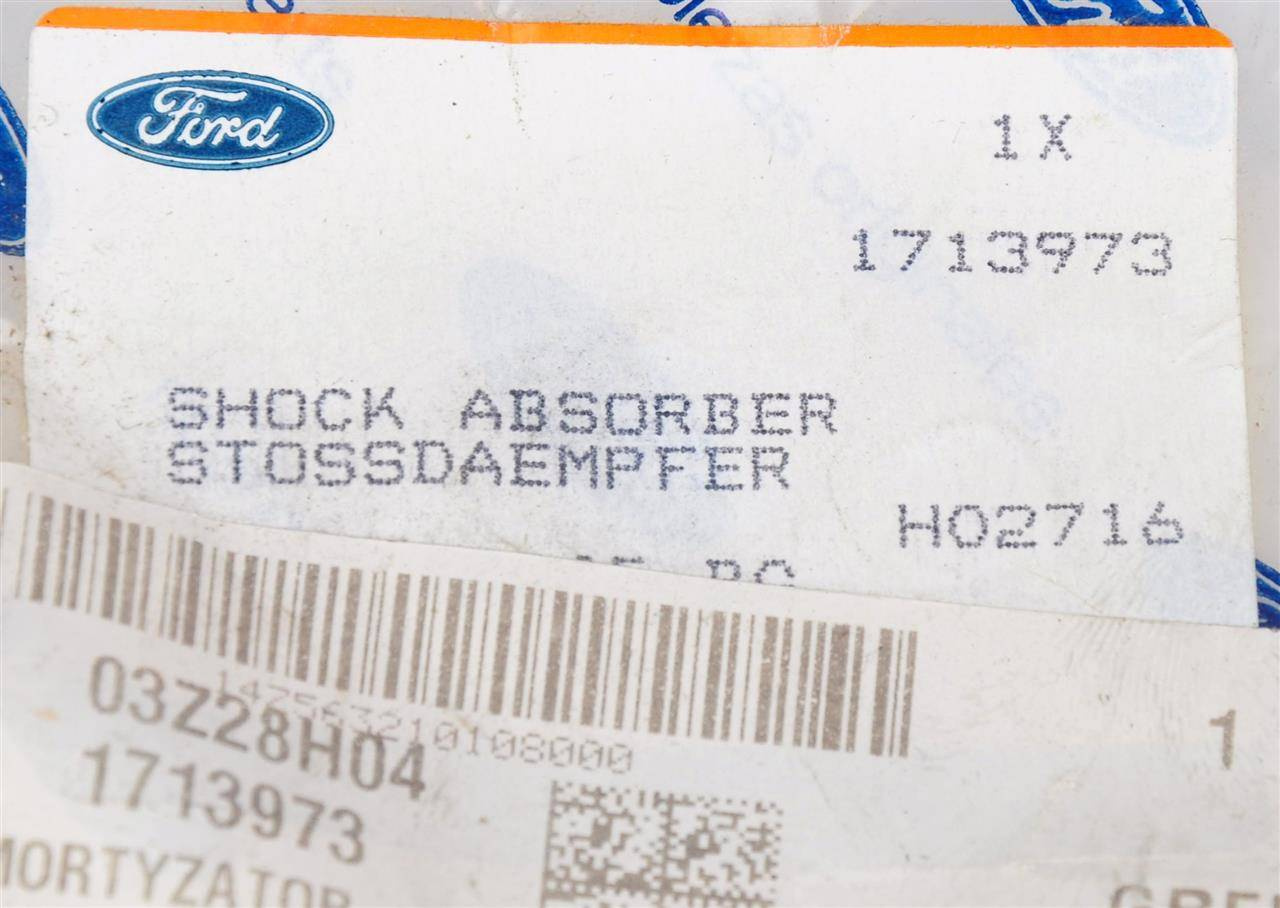 Ford
1X
1713973
SHOCK ABSORBER
STOSSDAEMPFER
H02716
03Z28H04
1713973
1